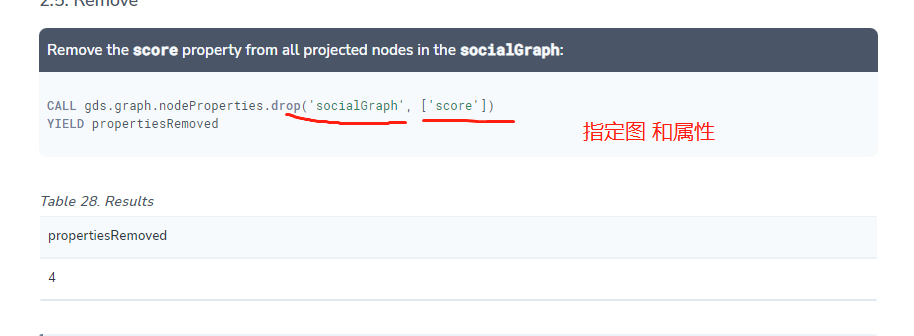 2.5. Remove
Remove the score property from all projected nodes in the socialGraph:
CALL gds.graph.nodeProperties.drop('socialGraph', ['score'])
YIELD propertiesRemoved
指定图 和属性
Table 28. Results
propertiesRemoved
4